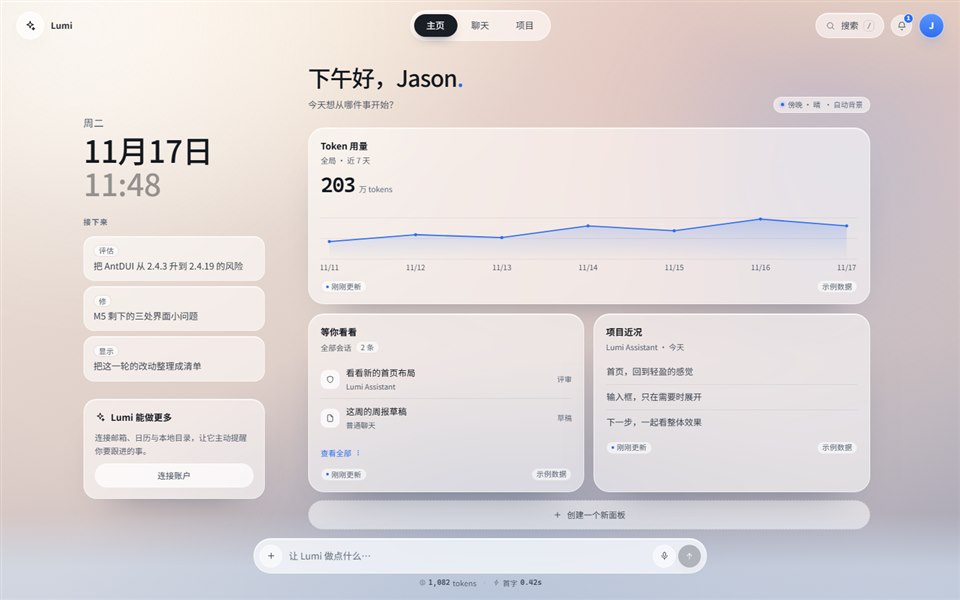 Lumi
主页 聊天 项目
搜索 /
1
J
下午好，Jason.
今天想从哪件事开始？
傍晚 • 晴 • 自动背景
周二
11月17日
11:48
接下来
评估
把 AntDUI 从 2.4.3 升到 2.4.19 的风险
修
M5 剩下的三处界面小问题
显示
把这一轮的改动整理成清单
Lumi 能做更多
连接邮箱、日历与本地目录，让它主动提醒
你要跟进的事。
连接账户
Token 用量
全局 • 近 7 天
203 万 tokens
11/11 11/12 11/13 11/14 11/15 11/16 11/17
刚刚更新 示例数据
等你看看
全部会话 2 条
看看新的首页布局
Lumi Assistant
评审
这周的周报草稿
普通聊天
草稿
查看全部
刚刚更新 示例数据
项目近况
Lumi Assistant • 今天
首页，回到轻盈的感觉
输入框，只在需要时展开
下一步，一起看整体效果
刚刚更新 示例数据
+ 创建一个新面板
让 Lumi 做点什么…
1,082 tokens · 首字 0.42s